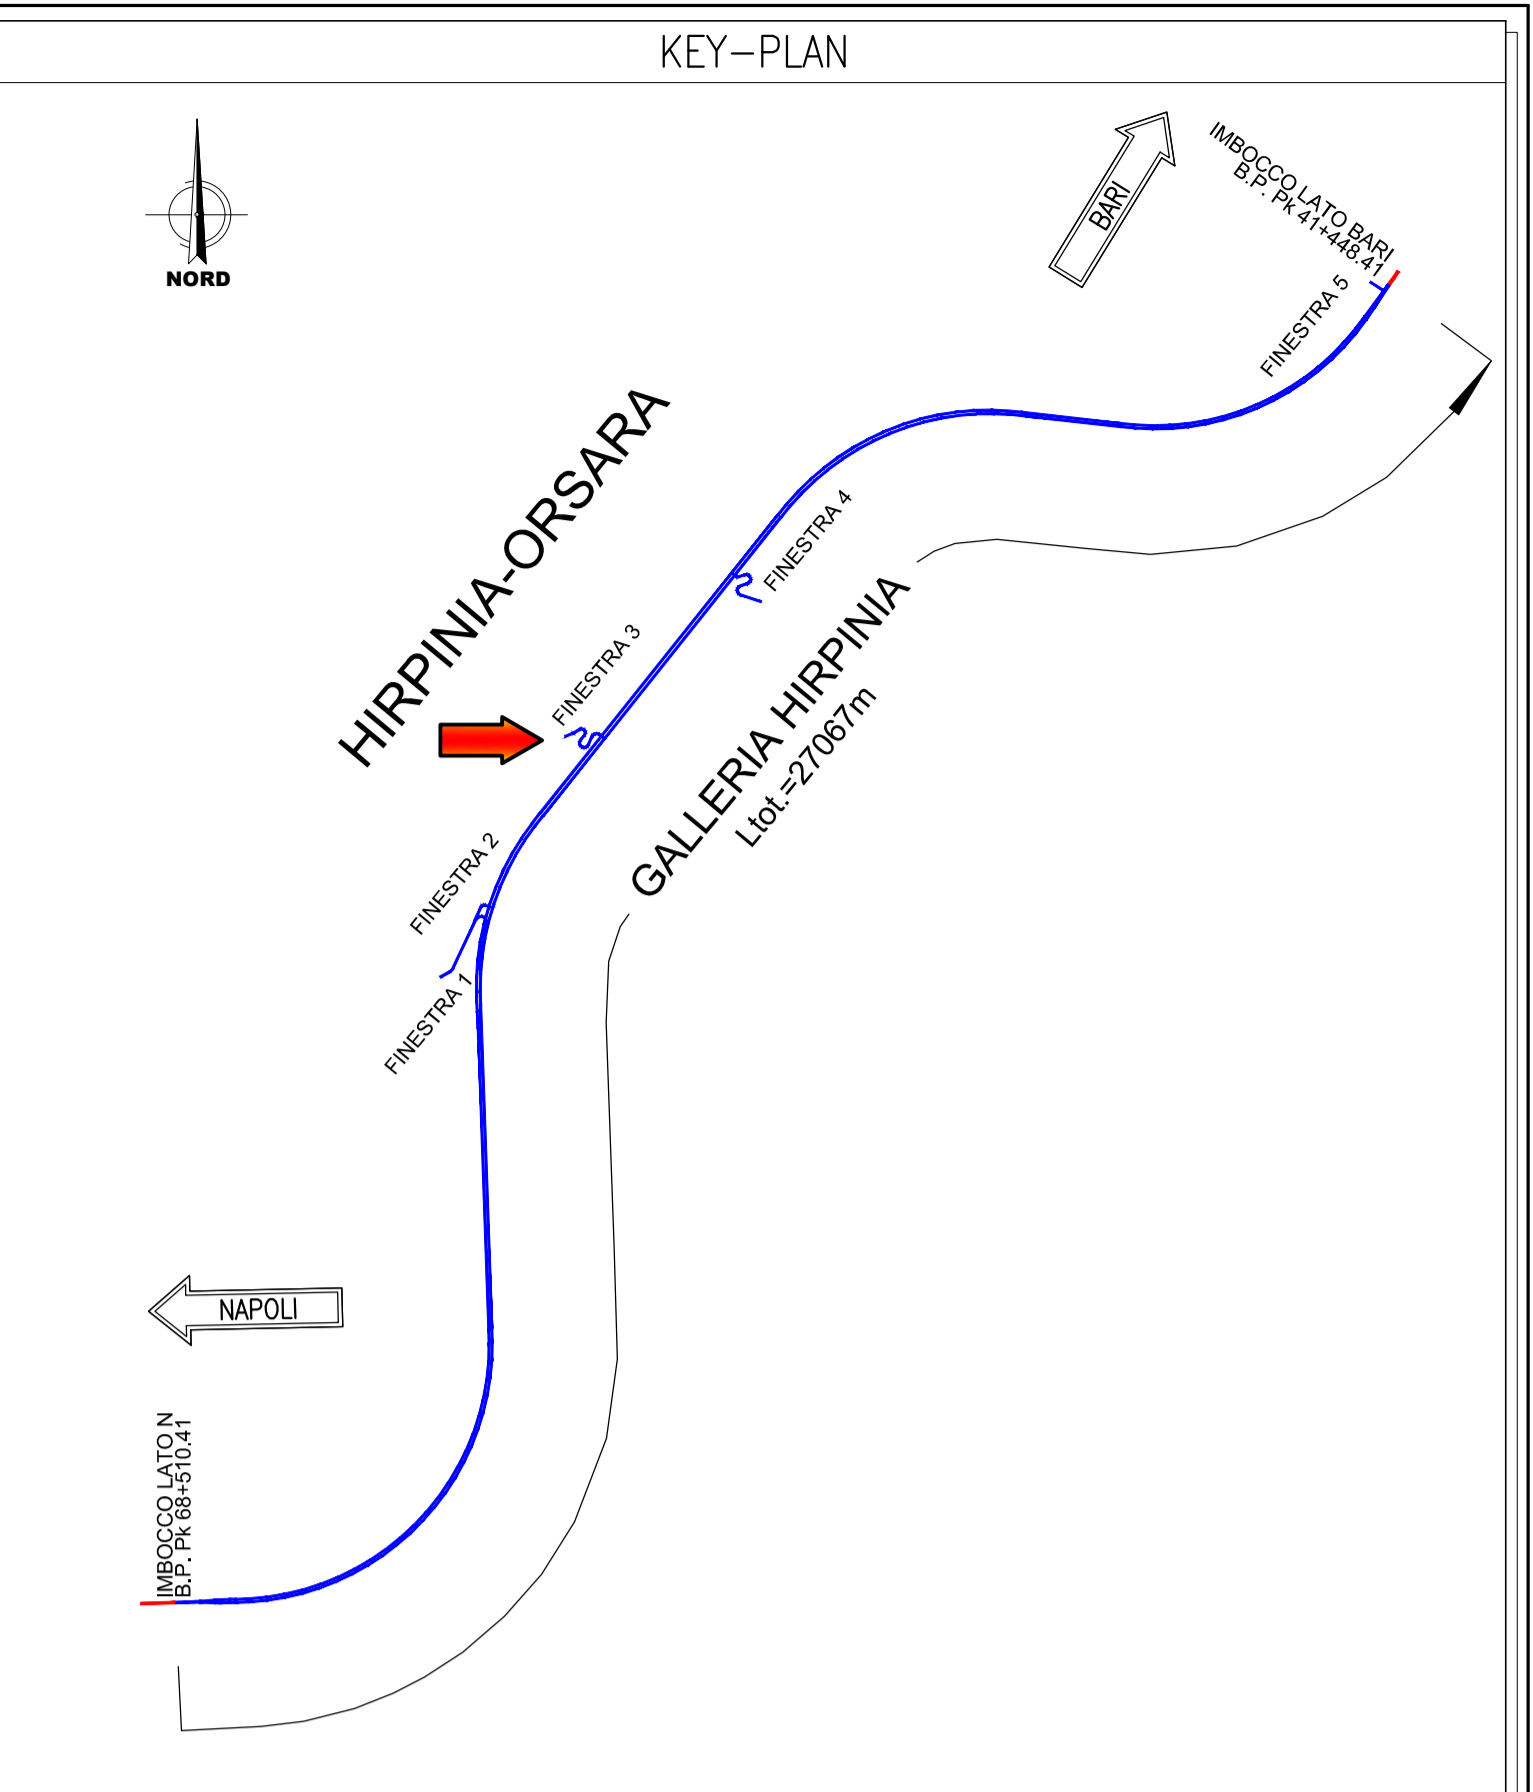 KEY-PLAN
NORD
BARI
IMBOCCO LATO BARI
B.P. Pk 41+448.41
FINESTRA 5
HIRPINIA-ORSARA
FINESTRA 4
FINESTRA 3
GALLERIA HIRPINIA
Ltot.=27067m
FINESTRA 2
FINESTRA 1
NAPOLI
IMBOCCO LATO N
B.P. Pk 68+510.41